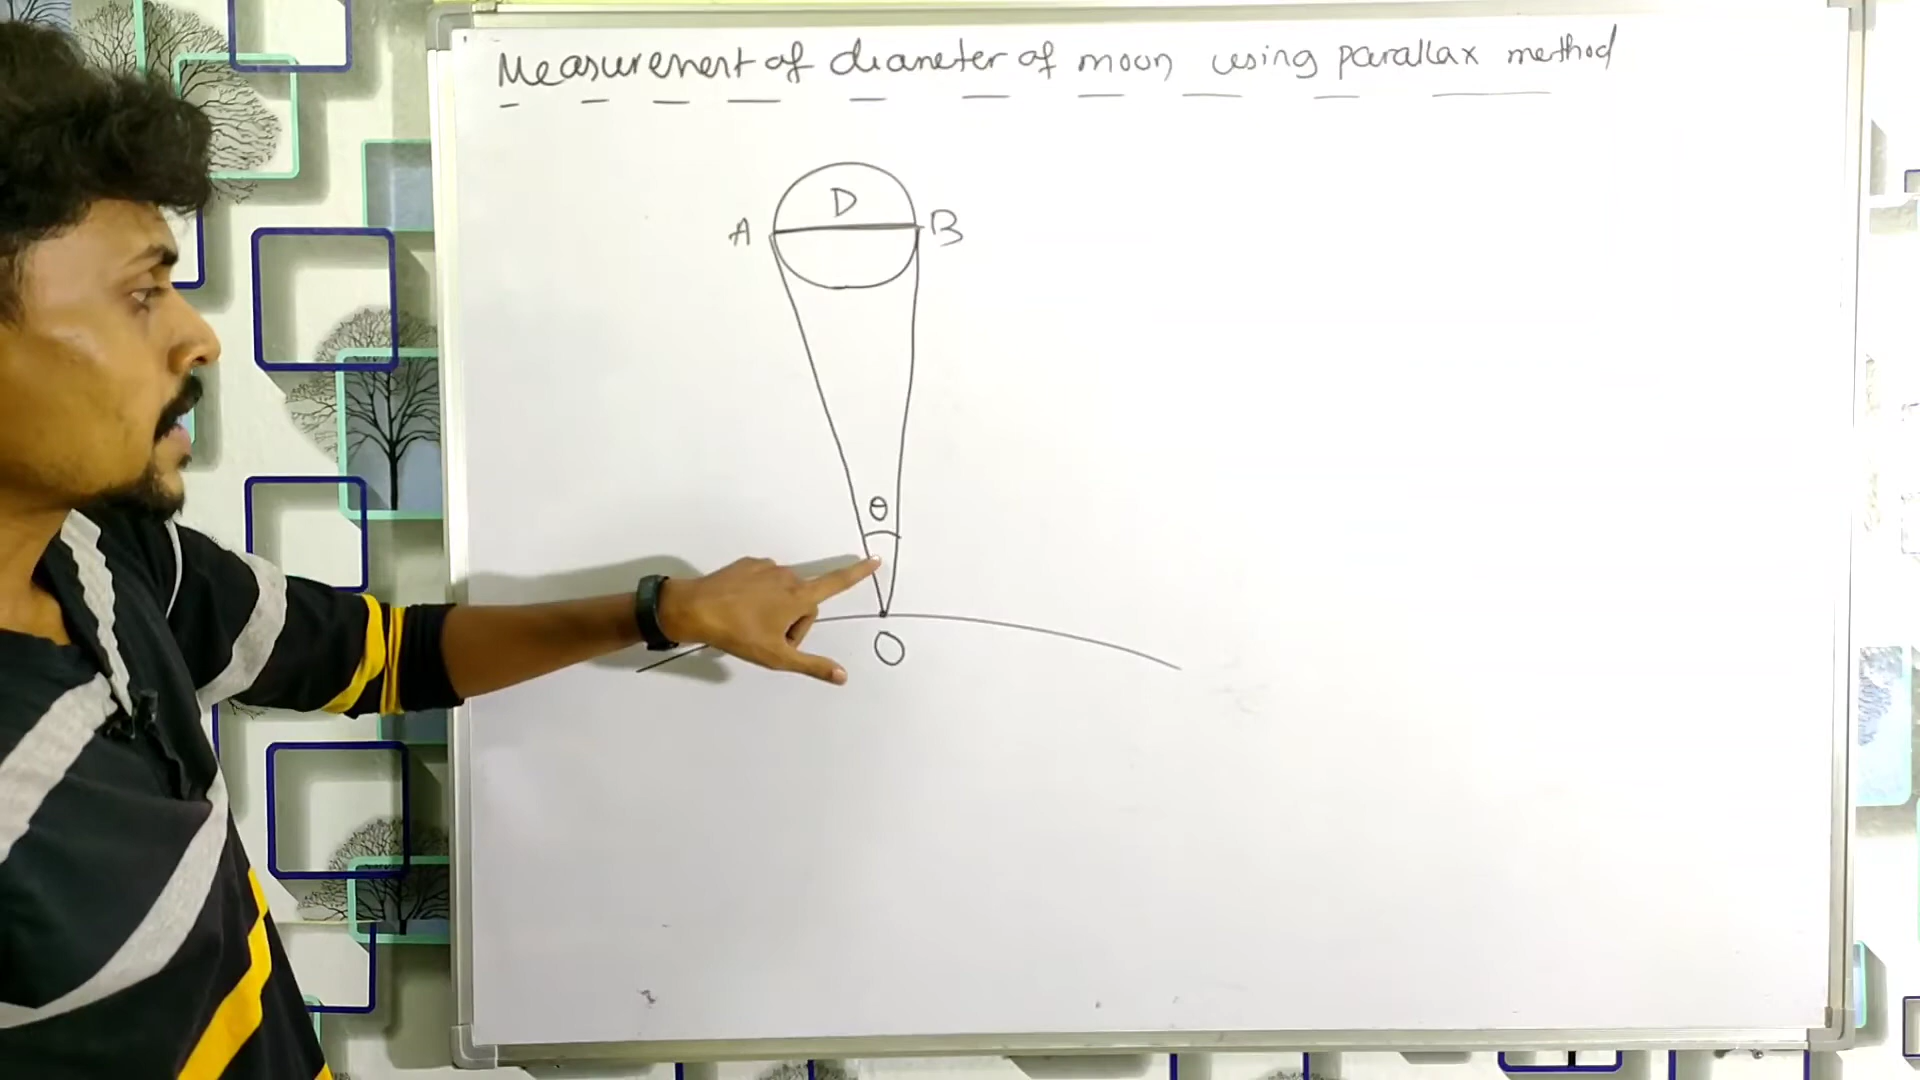 Measurement of diameter of moon using parallax method
D
A B
θ
O